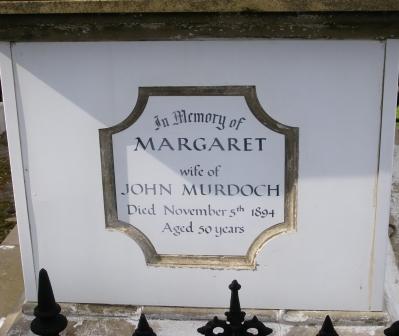 In Memory of
MARGARET
wife of
JOHN MURDOCH
Died November 5th 1894
Aged 50 years